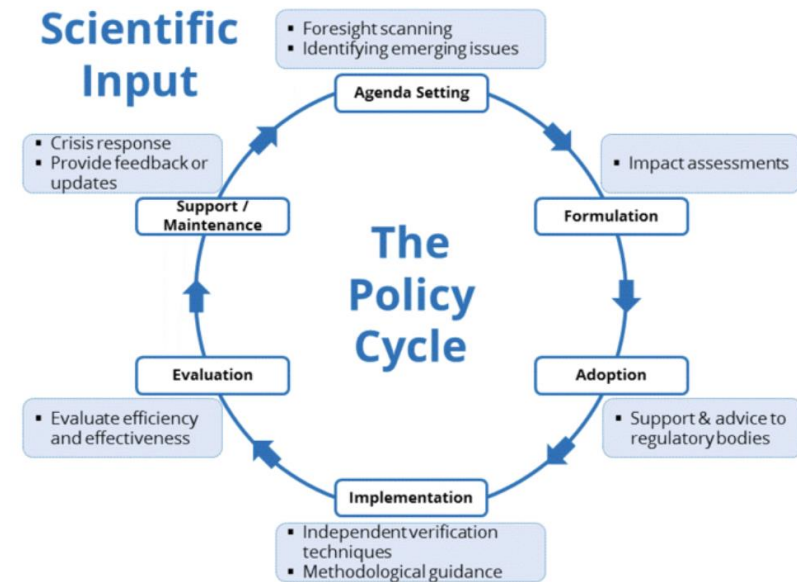 Scientific
Input
▪ Foresight scanning
▪ Identifying emerging issues
Agenda Setting
▪ Crisis response
▪ Provide feedback or
updates
Support /
Maintenance
▪ Impact assessments
Formulation
The
Policy
Cycle
Evaluation
▪ Evaluate efficiency
and effectiveness
Adoption
▪ Support & advice to
regulatory bodies
Implementation
▪ Independent verification
techniques
▪ Methodological guidance